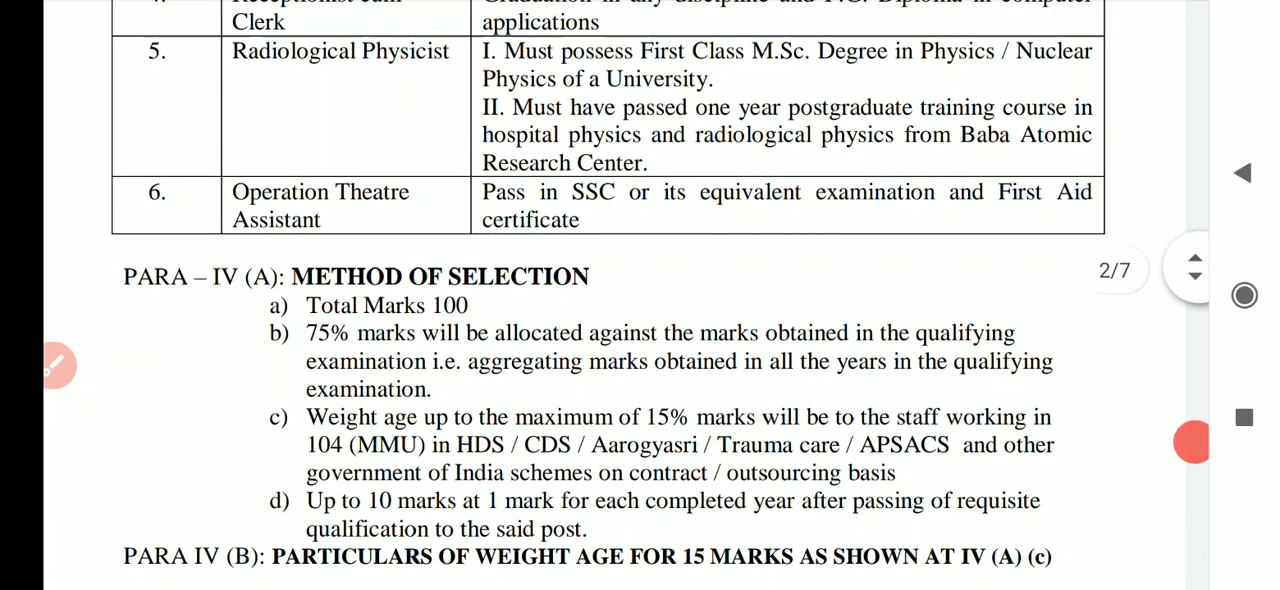 Clerk
applications
5.
Radiological Physicist
I. Must possess First Class M.Sc. Degree in Physics / Nuclear
Physics of a University.
II. Must have passed one year postgraduate training course in
hospital physics and radiological physics from Baba Atomic
Research Center.
6.
Operation Theatre
Assistant
Pass in SSC or its equivalent examination and First Aid
certificate
PARA – IV (A): METHOD OF SELECTION
2/7
a) Total Marks 100
b) 75% marks will be allocated against the marks obtained in the qualifying
examination i.e. aggregating marks obtained in all the years in the qualifying
examination.
c) Weight age up to the maximum of 15% marks will be to the staff working in
104 (MMU) in HDS / CDS / Aarogyasri / Trauma care / APSACS and other
government of India schemes on contract / outsourcing basis
d) Up to 10 marks at 1 mark for each completed year after passing of requisite
qualification to the said post.
PARA IV (B): PARTICULARS OF WEIGHT AGE FOR 15 MARKS AS SHOWN AT IV (A) (c)